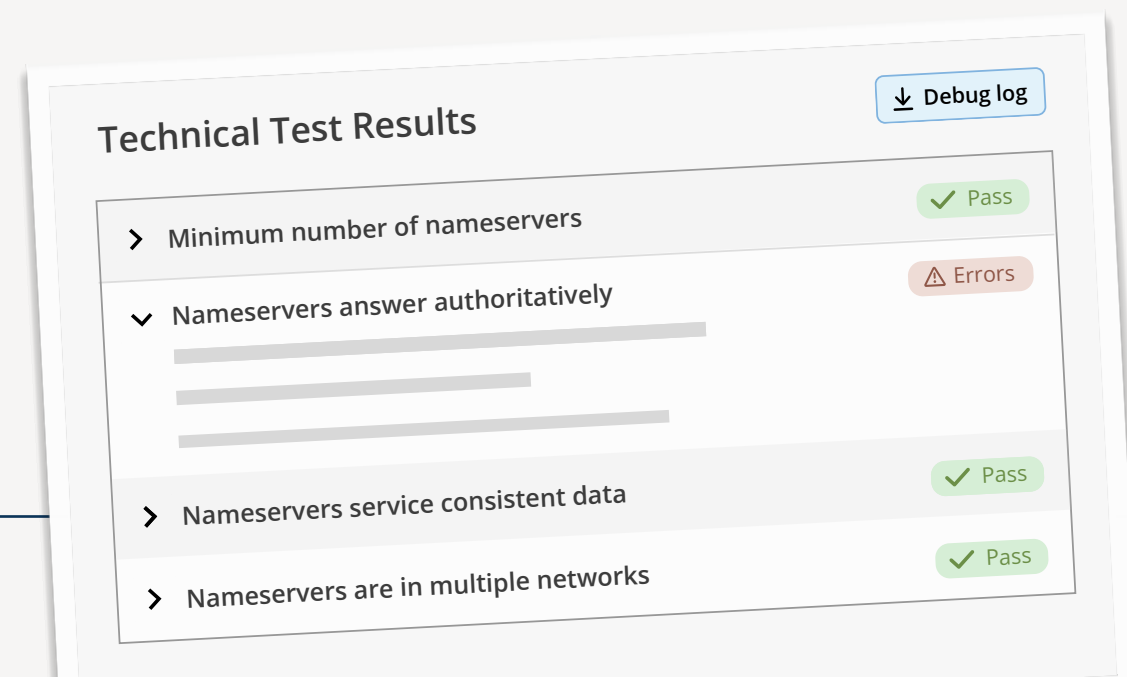 Technical Test Results
Debug log
Minimum number of nameservers
Pass
Nameservers answer authoritatively
Errors
Nameservers service consistent data
Pass
Nameservers are in multiple networks
Pass